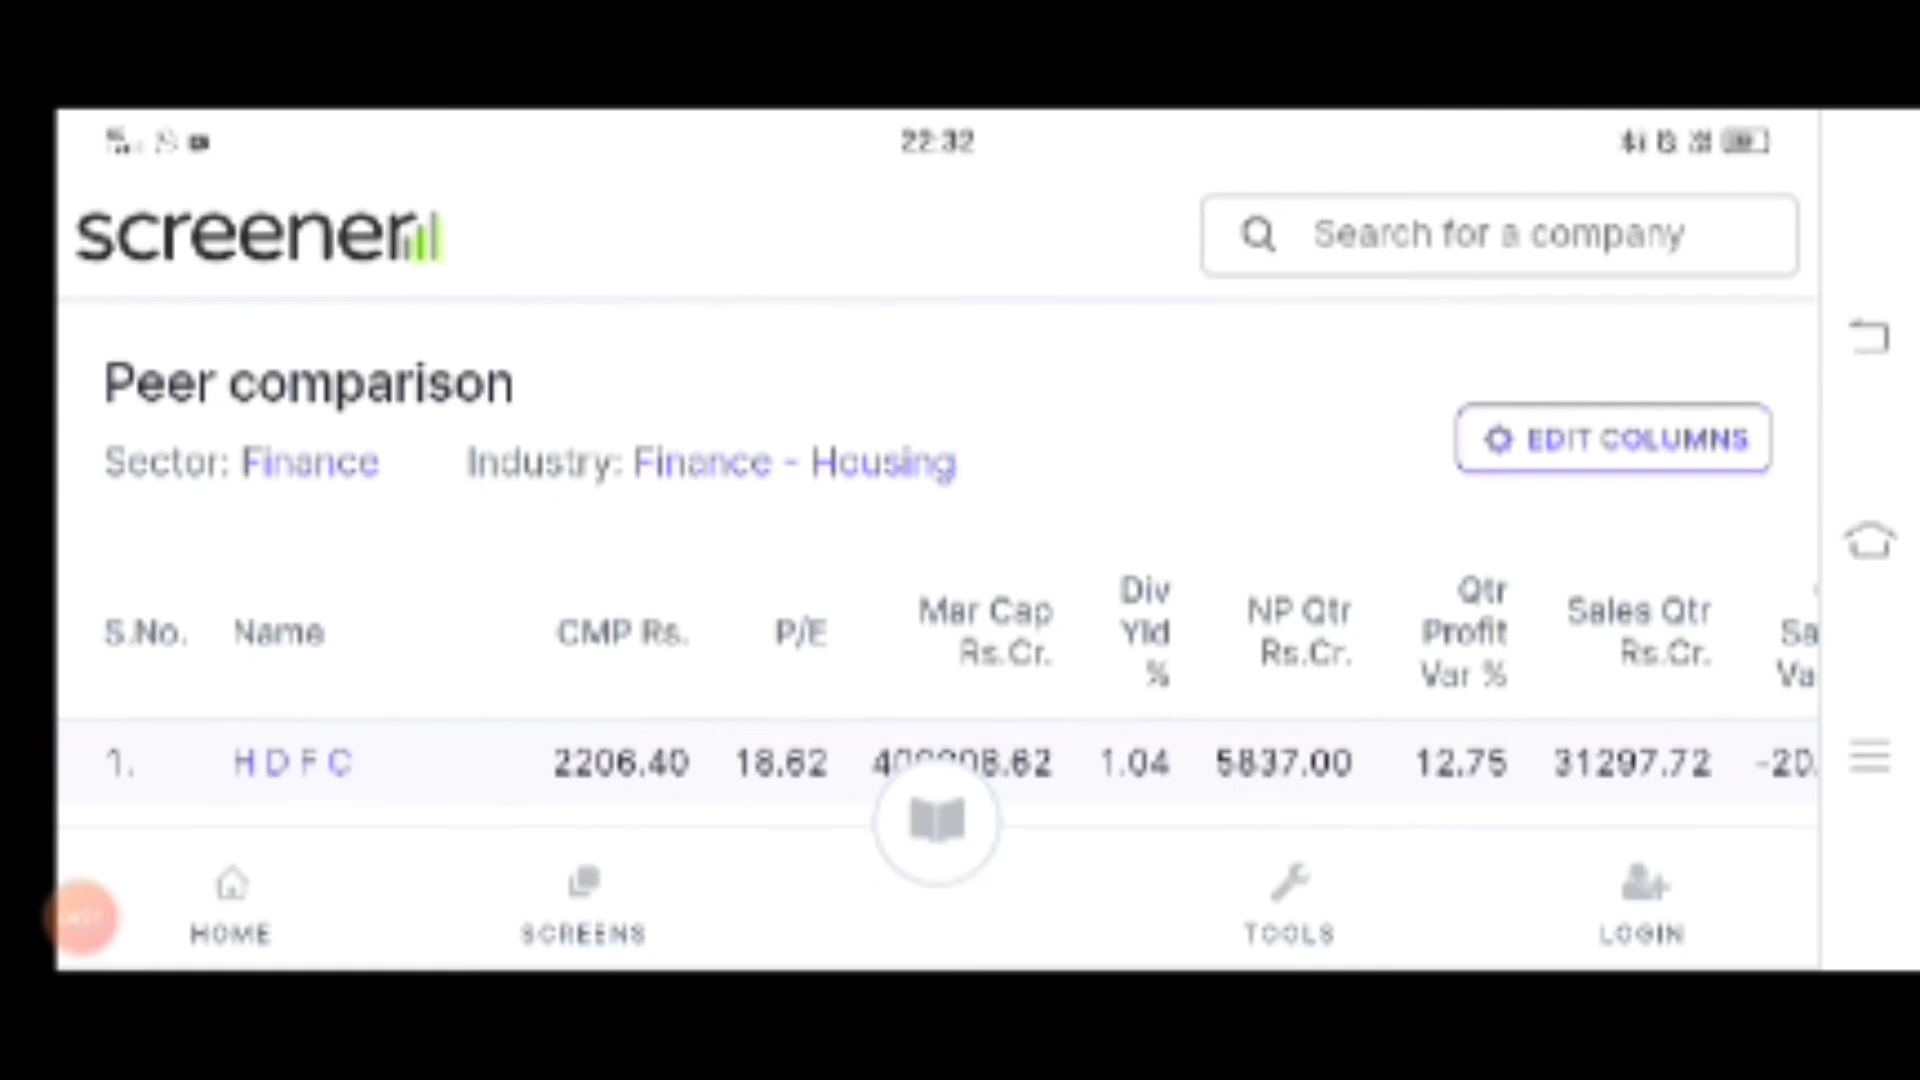 22:32
screener
Search for a company
Peer comparison
Sector: Finance Industry: Finance - Housing
EDIT COLUMNS
S.No. Name CMP Rs. P/E Mar Cap Rs.Cr. Div Yld % NP Qtr Rs.Cr. Qtr Profit Var % Sales Qtr Rs.Cr.
1. H D F C 2206.40 18.62 1.04 5837.00 12.75 31297.72 -20.
HOME SCREENS TOOLS LOGIN